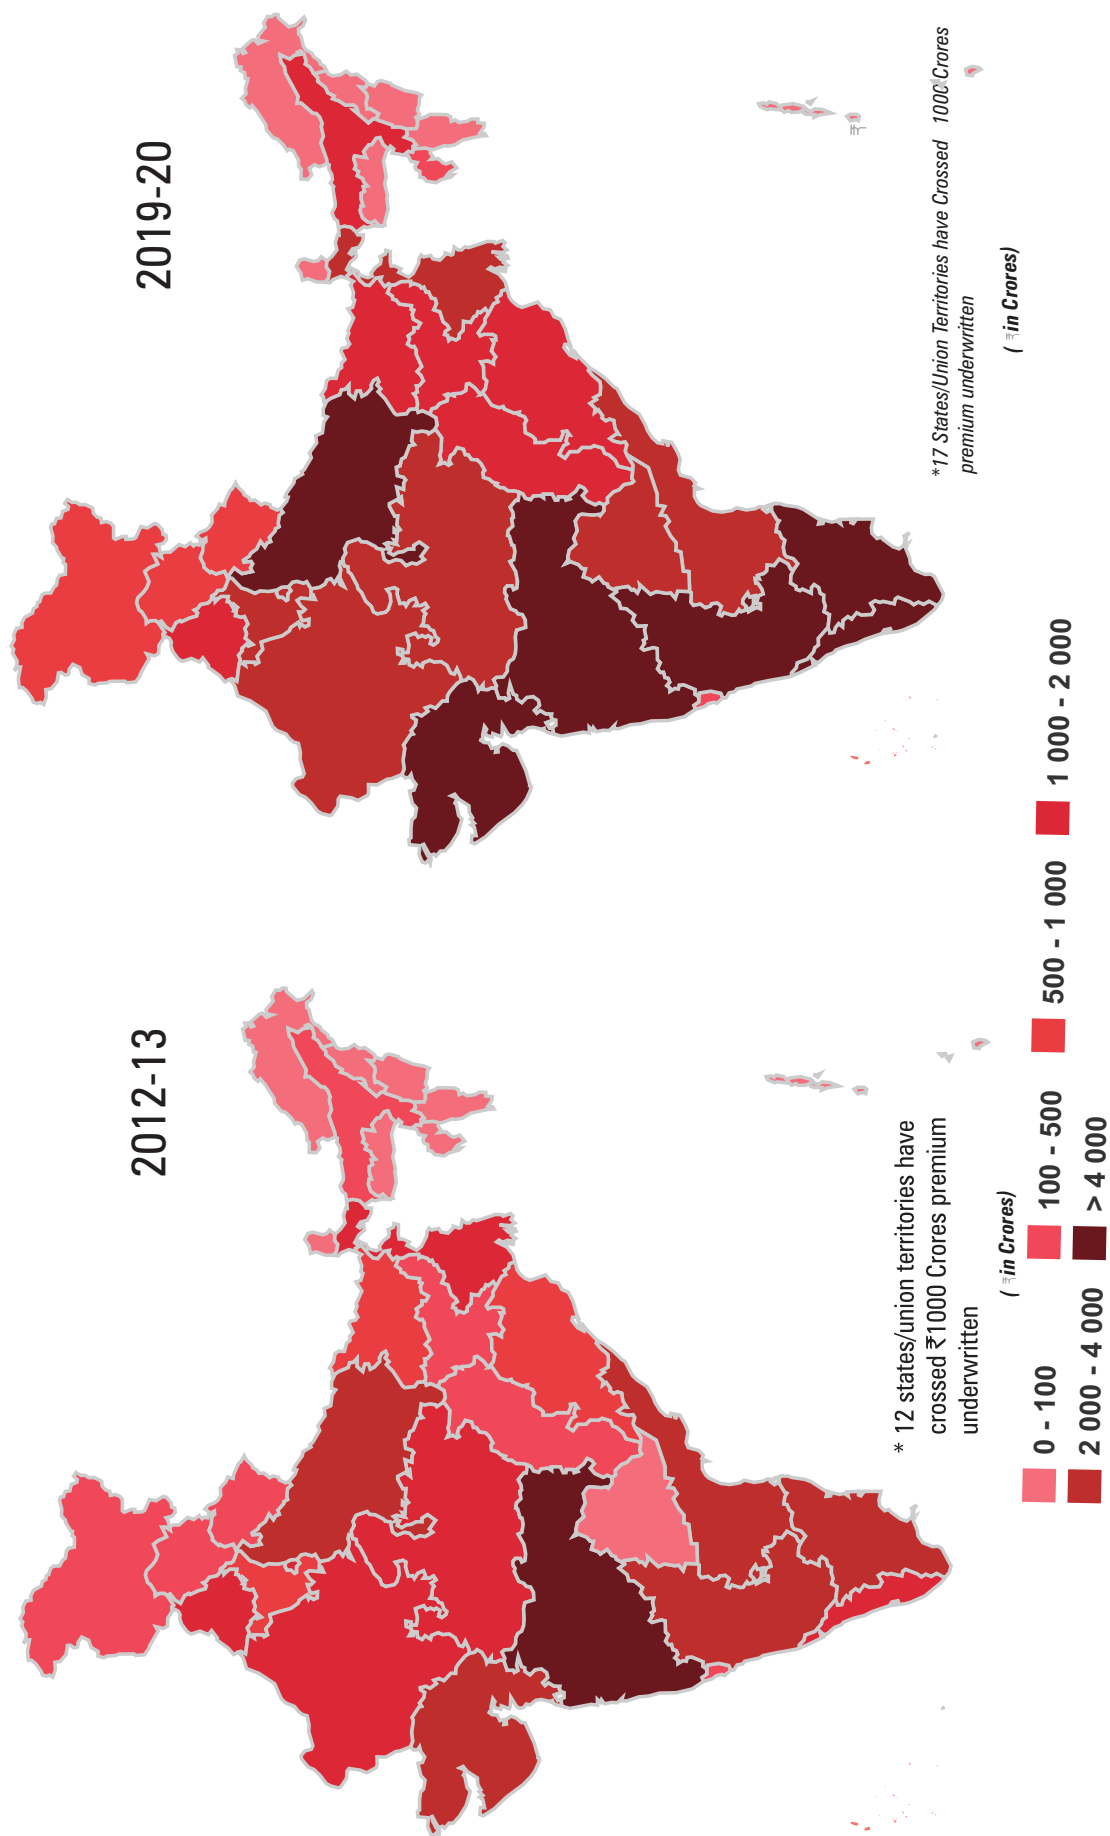 2012-13
2019-20
* 12 states/union territories have
crossed ₹1000 Crores premium
underwritten
( ₹ in Crores)
*17 States/Union Territories have Crossed 1000 Crores
premium underwritten
₹
( ₹ in Crores)
0 - 100
100 - 500
500 - 1 000
1 000 - 2 000
2 000 - 4 000
> 4 000